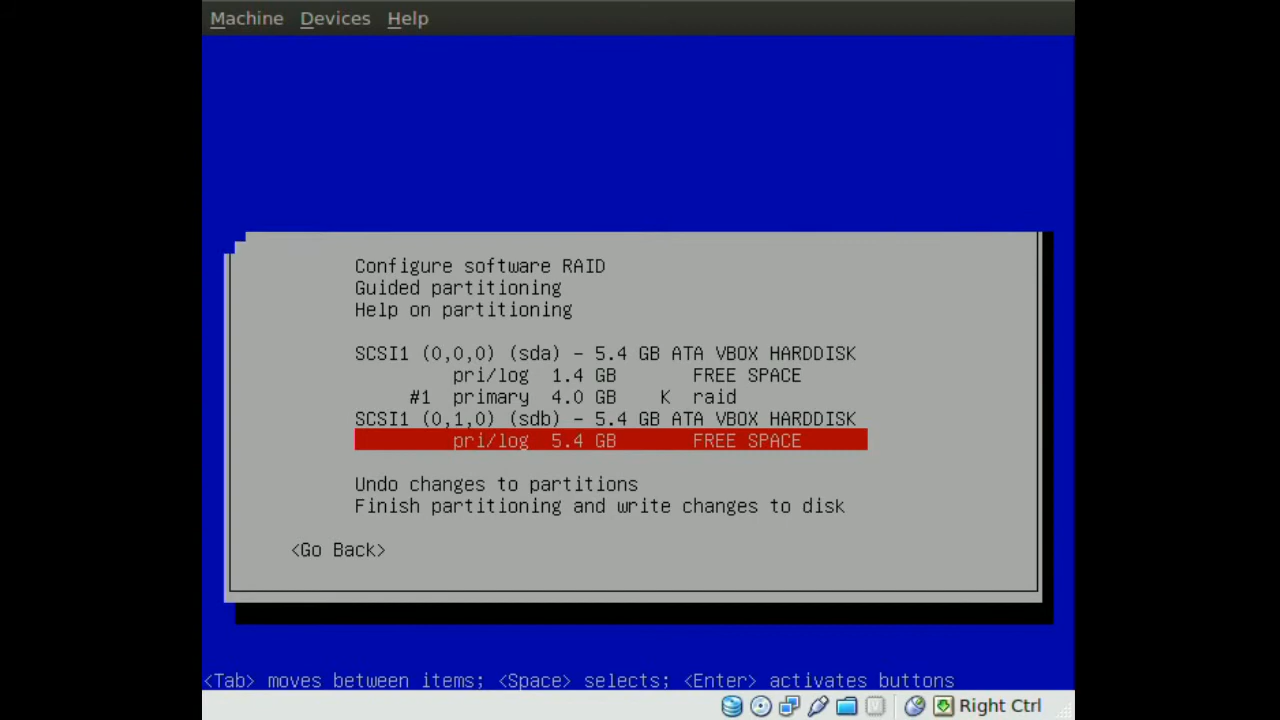 Machine Devices Help
Configure software RAID
Guided partitioning
Help on partitioning
SCSI1 (0,0,0) (sda) - 5.4 GB ATA VBOX HARDDISK
pri/log 1.4 GB FREE SPACE
#1 primary 4.0 GB K raid
SCSI1 (0,1,0) (sdb) - 5.4 GB ATA VBOX HARDDISK
pri/log 5.4 GB FREE SPACE
Undo changes to partitions
Finish partitioning and write changes to disk
<Go Back>
<Tab> moves between items; <Space> selects; <Enter> activates buttons
Right Ctrl